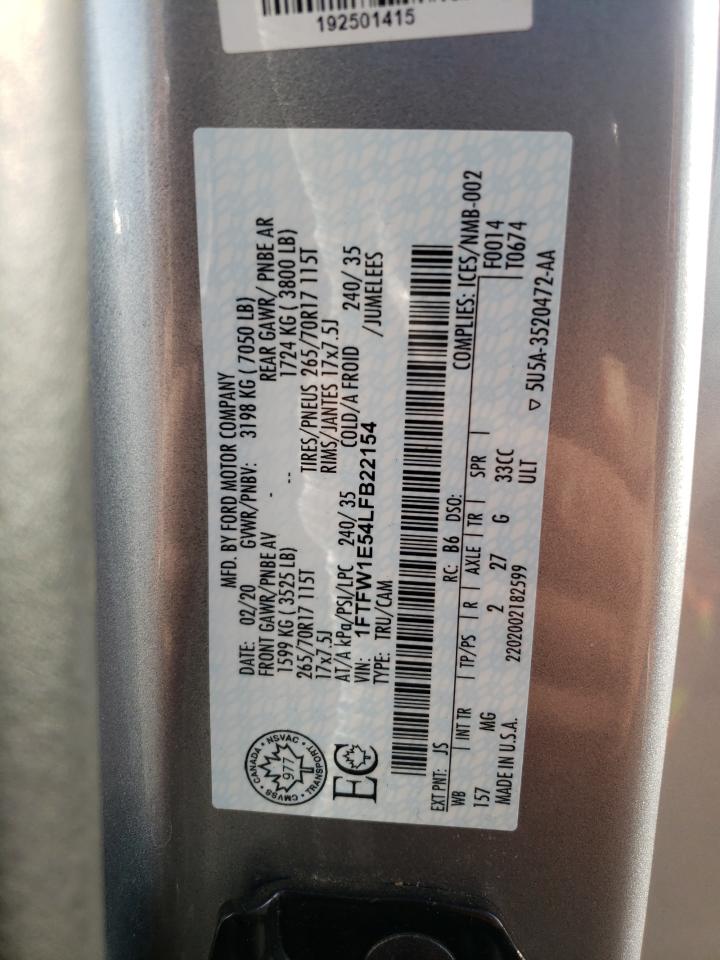 192501415
MFD. BY FORD MOTOR COMPANY
DATE: 02/20 GVWR/PNBV: 3198 KG ( 7050 LB)
FRONT GAWR/PNBE AV REAR GAWR/ PNBE AR
1599 KG ( 3525 LB) - -- 1724 KG ( 3800 LB)
265/70R17 115T TIRES/PNEUS 265/70R17 115T
17x7.5J RIMS/JANTES 17x7.5J
AT/A kPa/PSI/LPC 240/ 35 COLD/A FROID 240/ 35
VIN: 1FTFW1E54LFB22154 /JUMELEES
TYPE: TRU/CAM
CANADA • NSVAC • TRANSPORT • CMVSS •
977
EC
EXT PNT: JS RC: B6 DSO: COMPLIES: ICES/NMB-002
WB | INT TR | TP/PS | R | AXLE | TR | SPR | F0014
157 MG 2 27 G 33CC T0674
ULT
MADE IN U.S.A. 2202002182599 ▽ 5U5A-3520472-AA